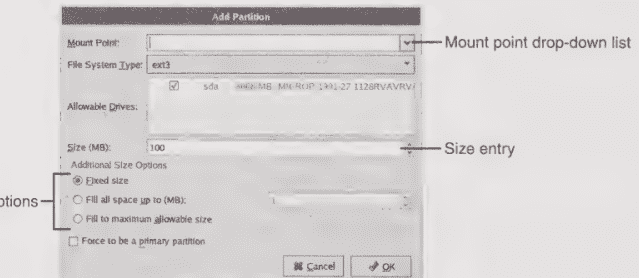 Add Partition
Mount Point:
Mount point drop-down list
File System Type: ext3
sda
Allowable Drives:
Size (MB): 100
Size entry
Additional Size Options
Fixed size
Fill all space up to (MB): 1
Fill to maximum allowable size
Force to be a primary partition
Cancel OK